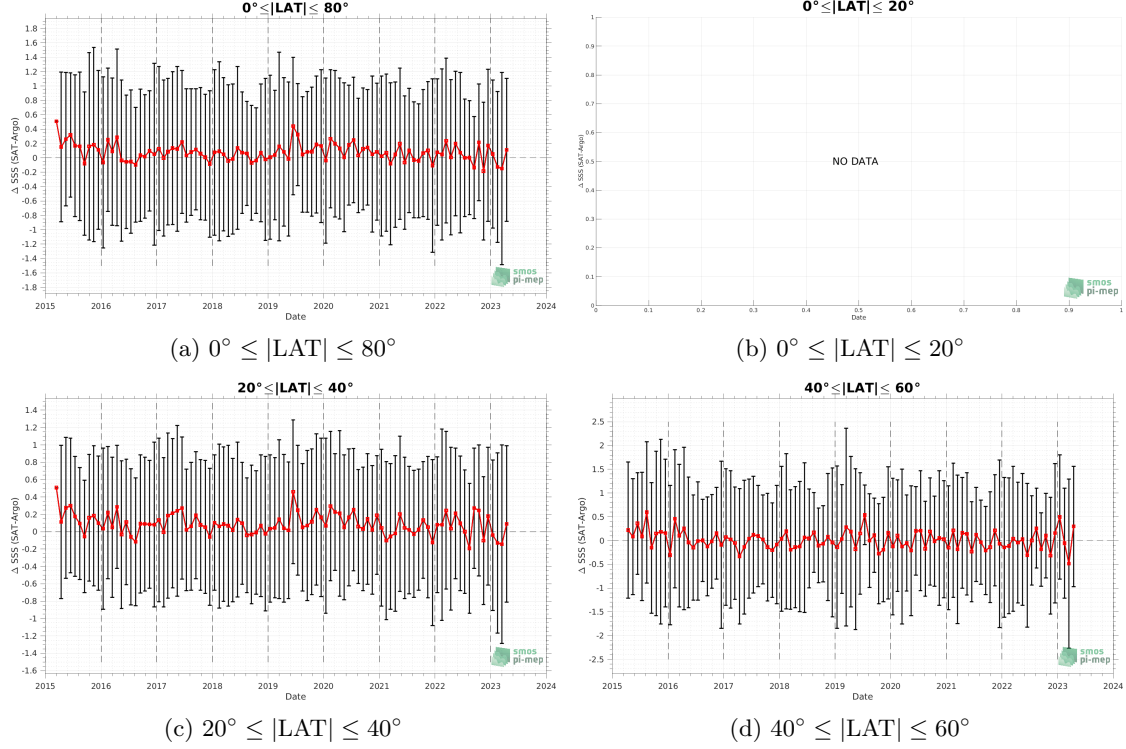 0°≤|LAT|≤ 80°
Δ SSS (SAT-Argo)
1.8
1.6
1.4
1.2
1
0.8
0.6
0.4
0.2
0
-0.2
-0.4
-0.6
-0.8
-1
-1.2
-1.4
-1.6
-1.8
2015 2016 2017 2018 2019 2020 2021 2022 2023 2024
Date
smos
pi-mep
(a) 0° ≤ |LAT| ≤ 80°
0°≤|LAT|≤ 20°
Δ SSS (SAT-Argo)
1
0.9
0.8
0.7
0.6
0.5
0.4
0.3
0.2
0.1
0
NO DATA
0 0.1 0.2 0.3 0.4 0.5 0.6 0.7 0.8 0.9 1
Date
smos
pi-mep
(b) 0° ≤ |LAT| ≤ 20°
20°≤|LAT|≤ 40°
Δ SSS (SAT-Argo)
1.4
1.2
1
0.8
0.6
0.4
0.2
0
-0.2
-0.4
-0.6
-0.8
-1
-1.2
-1.4
-1.6
2015 2016 2017 2018 2019 2020 2021 2022 2023 2024
Date
smos
pi-mep
(c) 20° ≤ |LAT| ≤ 40°
40°≤|LAT|≤ 60°
Δ SSS (SAT-Argo)
2.5
2
1.5
1
0.5
0
-0.5
-1
-1.5
-2
-2.5
2015 2016 2017 2018 2019 2020 2021 2022 2023 2024
Date
smos
pi-mep
(d) 40° ≤ |LAT| ≤ 60°